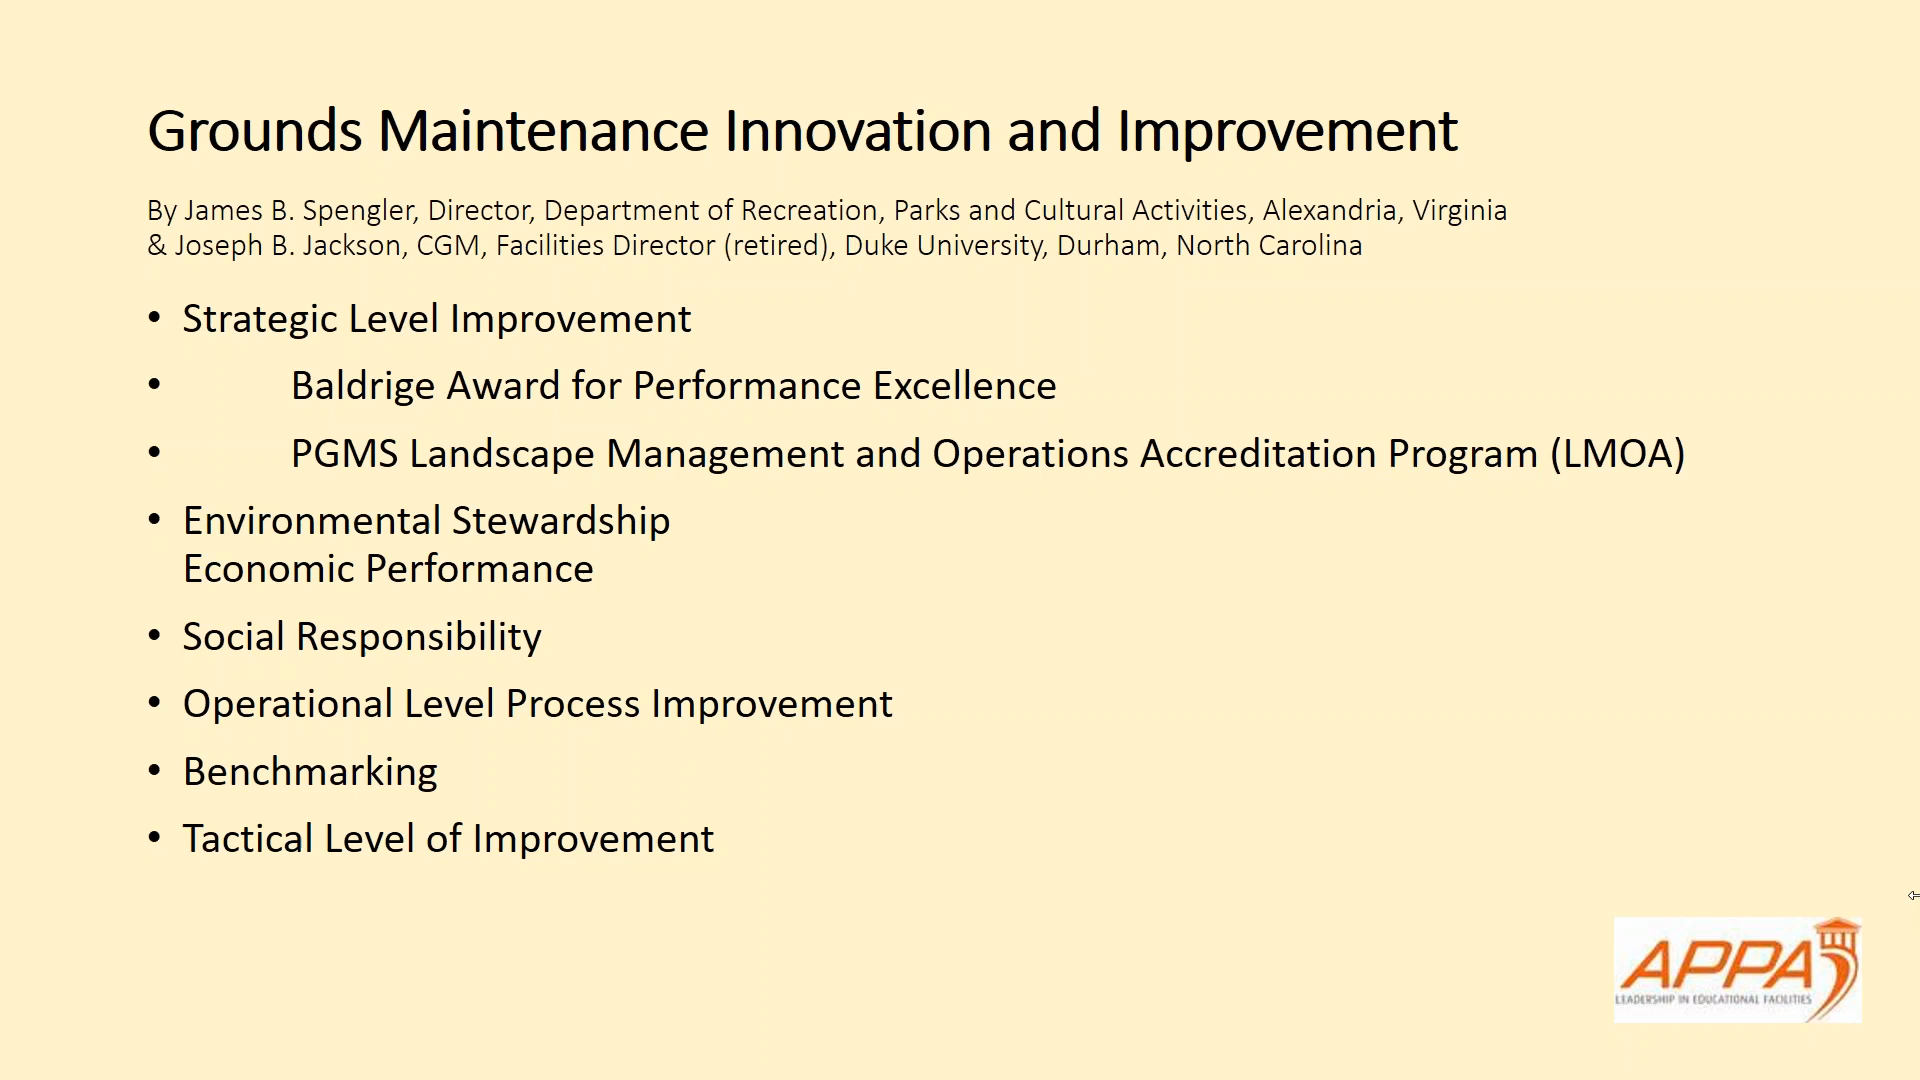 Grounds Maintenance Innovation and Improvement
By James B. Spengler, Director, Department of Recreation, Parks and Cultural Activities, Alexandria, Virginia
& Joseph B. Jackson, CGM, Facilities Director (retired), Duke University, Durham, North Carolina
• Strategic Level Improvement
• Baldrige Award for Performance Excellence
• PGMS Landscape Management and Operations Accreditation Program (LMOA)
• Environmental Stewardship
Economic Performance
• Social Responsibility
• Operational Level Process Improvement
• Benchmarking
• Tactical Level of Improvement
APPA
LEADERSHIP IN EDUCATIONAL FACILITIES